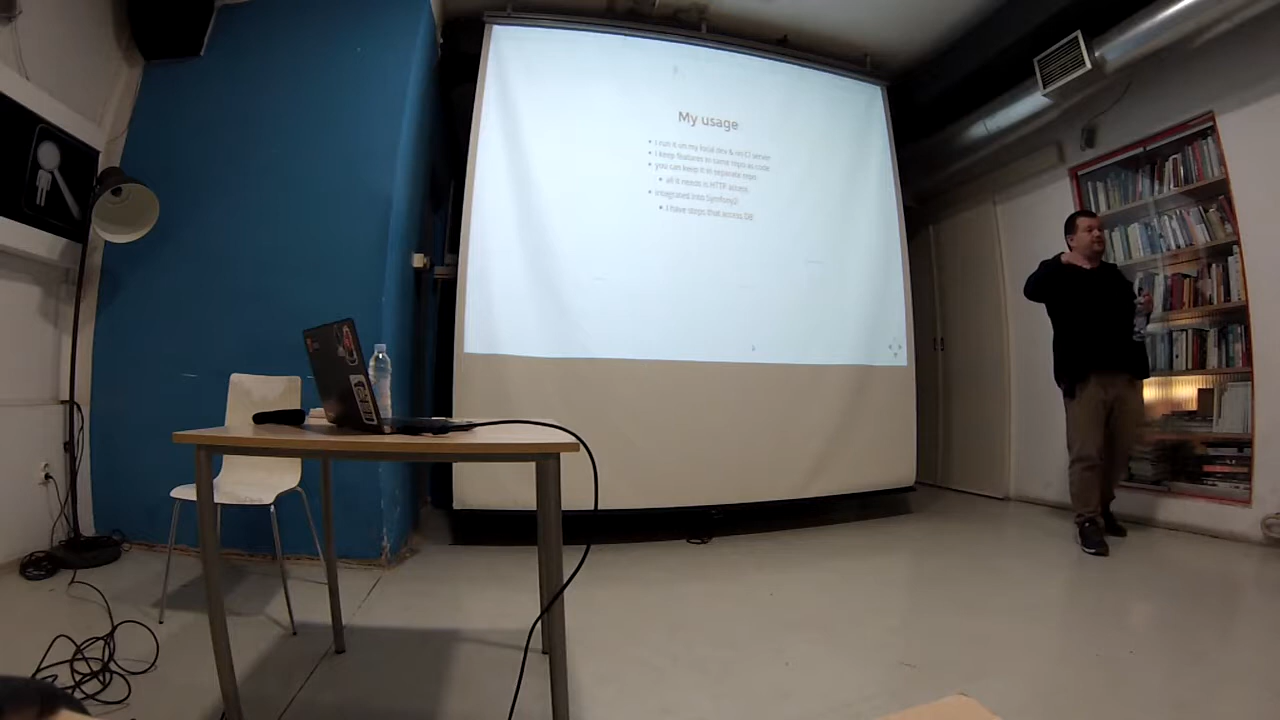 My usage
I run it on my local dev & on CI server
I keep features in same repo as code
you can keep it in separate repo
all it needs is HTTP access
integrated into Symfony2
I have steps that access DB